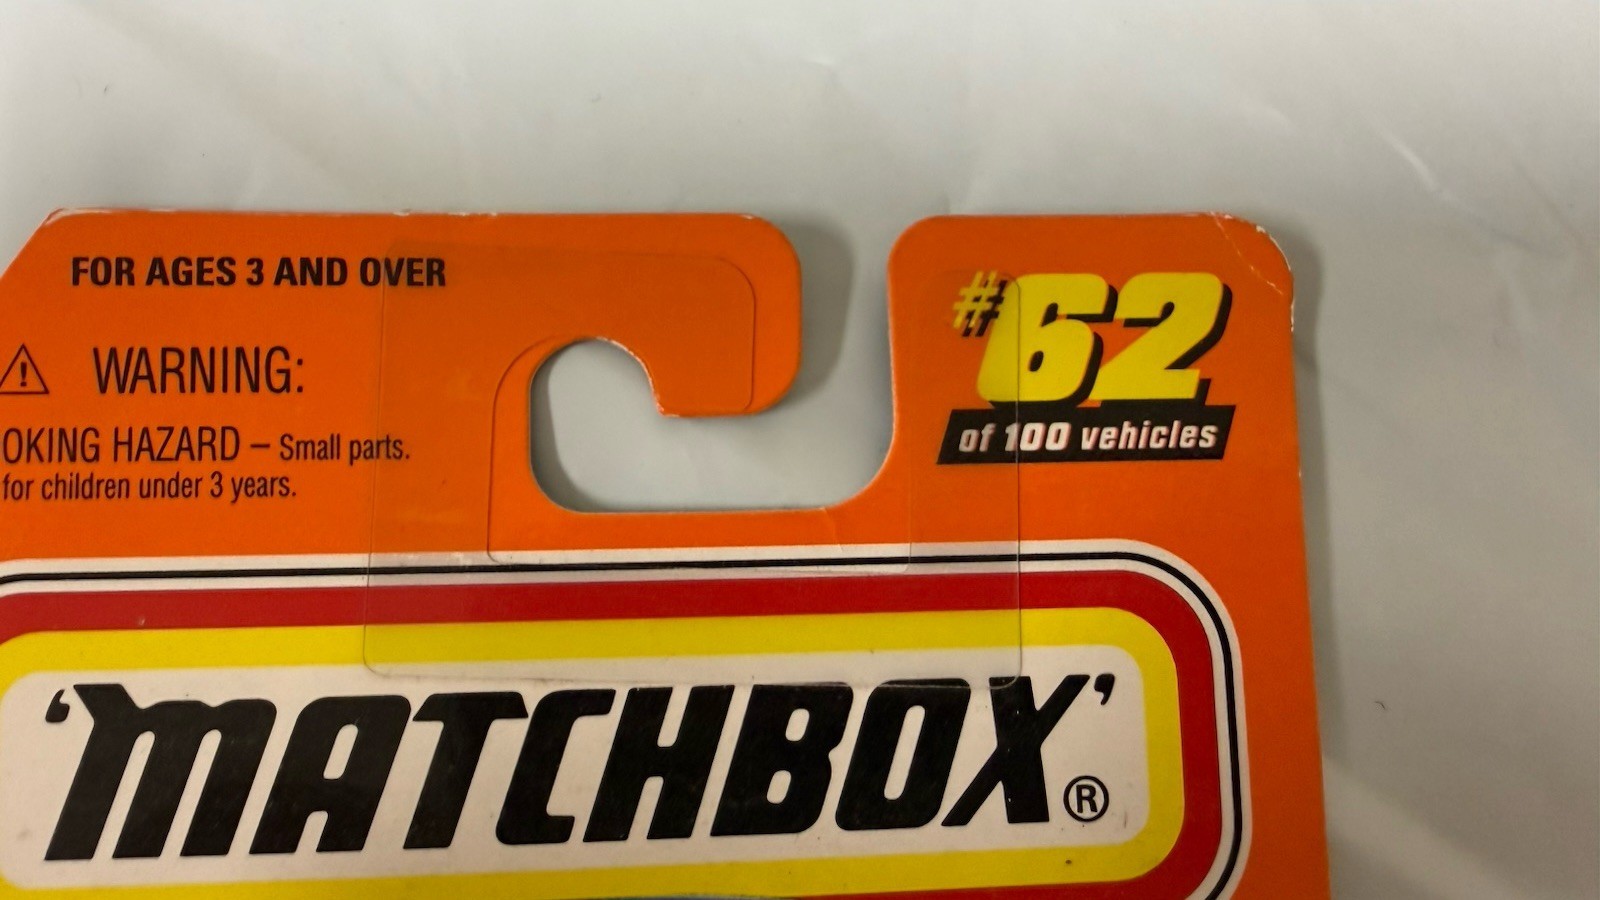 FOR AGES 3 AND OVER
WARNING:
OKING HAZARD – Small parts.
for children under 3 years.
#62
of 100 vehicles
'MATCHBOX'®